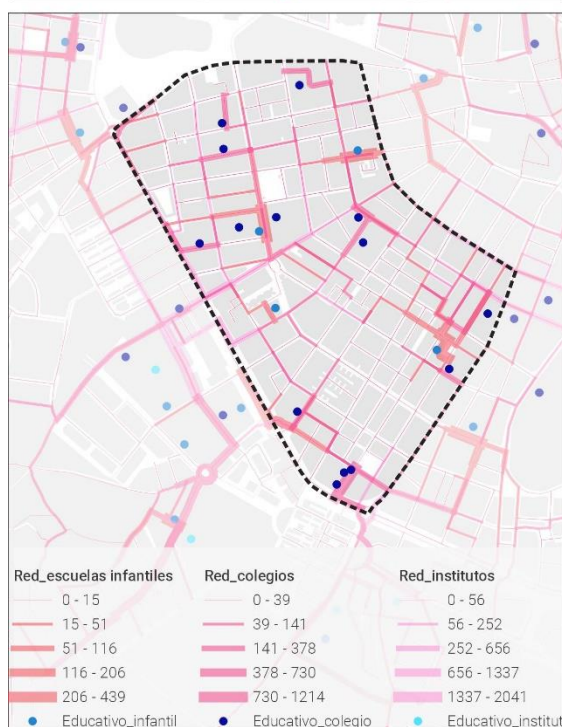 Red_escuelas infantiles
0 - 15
15 - 51
51 - 116
116 - 206
206 - 439
Educativo_infantil
Red_colegios
0 - 39
39 - 141
141 - 378
378 - 730
730 - 1214
Educativo_colegio
Red_institutos
0 - 56
56 - 252
252 - 656
656 - 1337
1337 - 2041
Educativo_institut